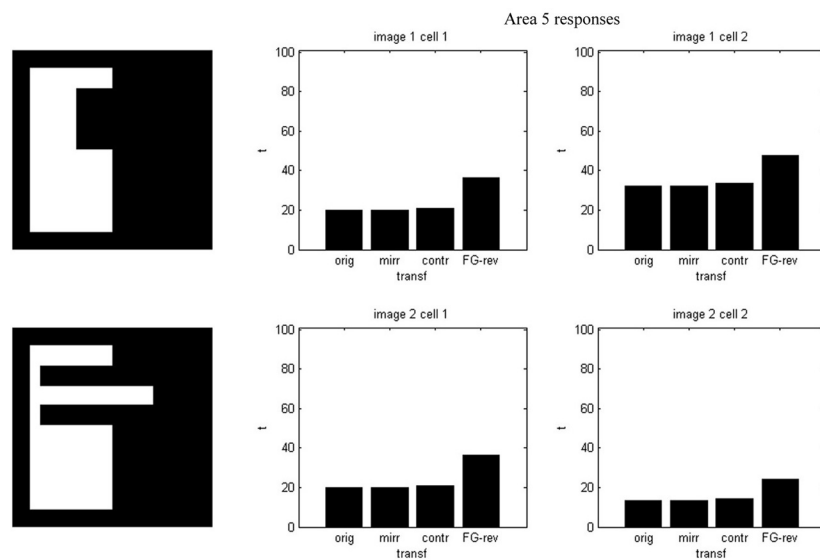 Area 5 responses
image 1 cell 1
100
80
60
40
20
0
t
orig mirr contr FG-rev
transf
image 1 cell 2
100
80
60
40
20
0
t
orig mirr contr FG-rev
transf
image 2 cell 1
100
80
60
40
20
0
t
orig mirr contr FG-rev
transf
image 2 cell 2
100
80
60
40
20
0
t
orig mirr contr FG-rev
transf